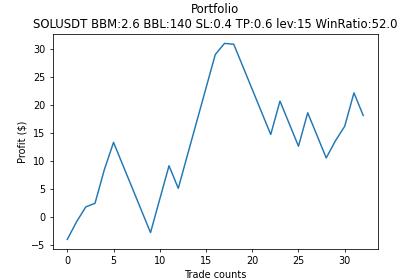 Portfolio
SOLUSDT BBM:2.6 BBL:140 SL:0.4 TP:0.6 lev:15 WinRatio:52.0
Profit ($)
30
25
20
15
10
5
0
−5
0 5 10 15 20 25 30
Trade counts